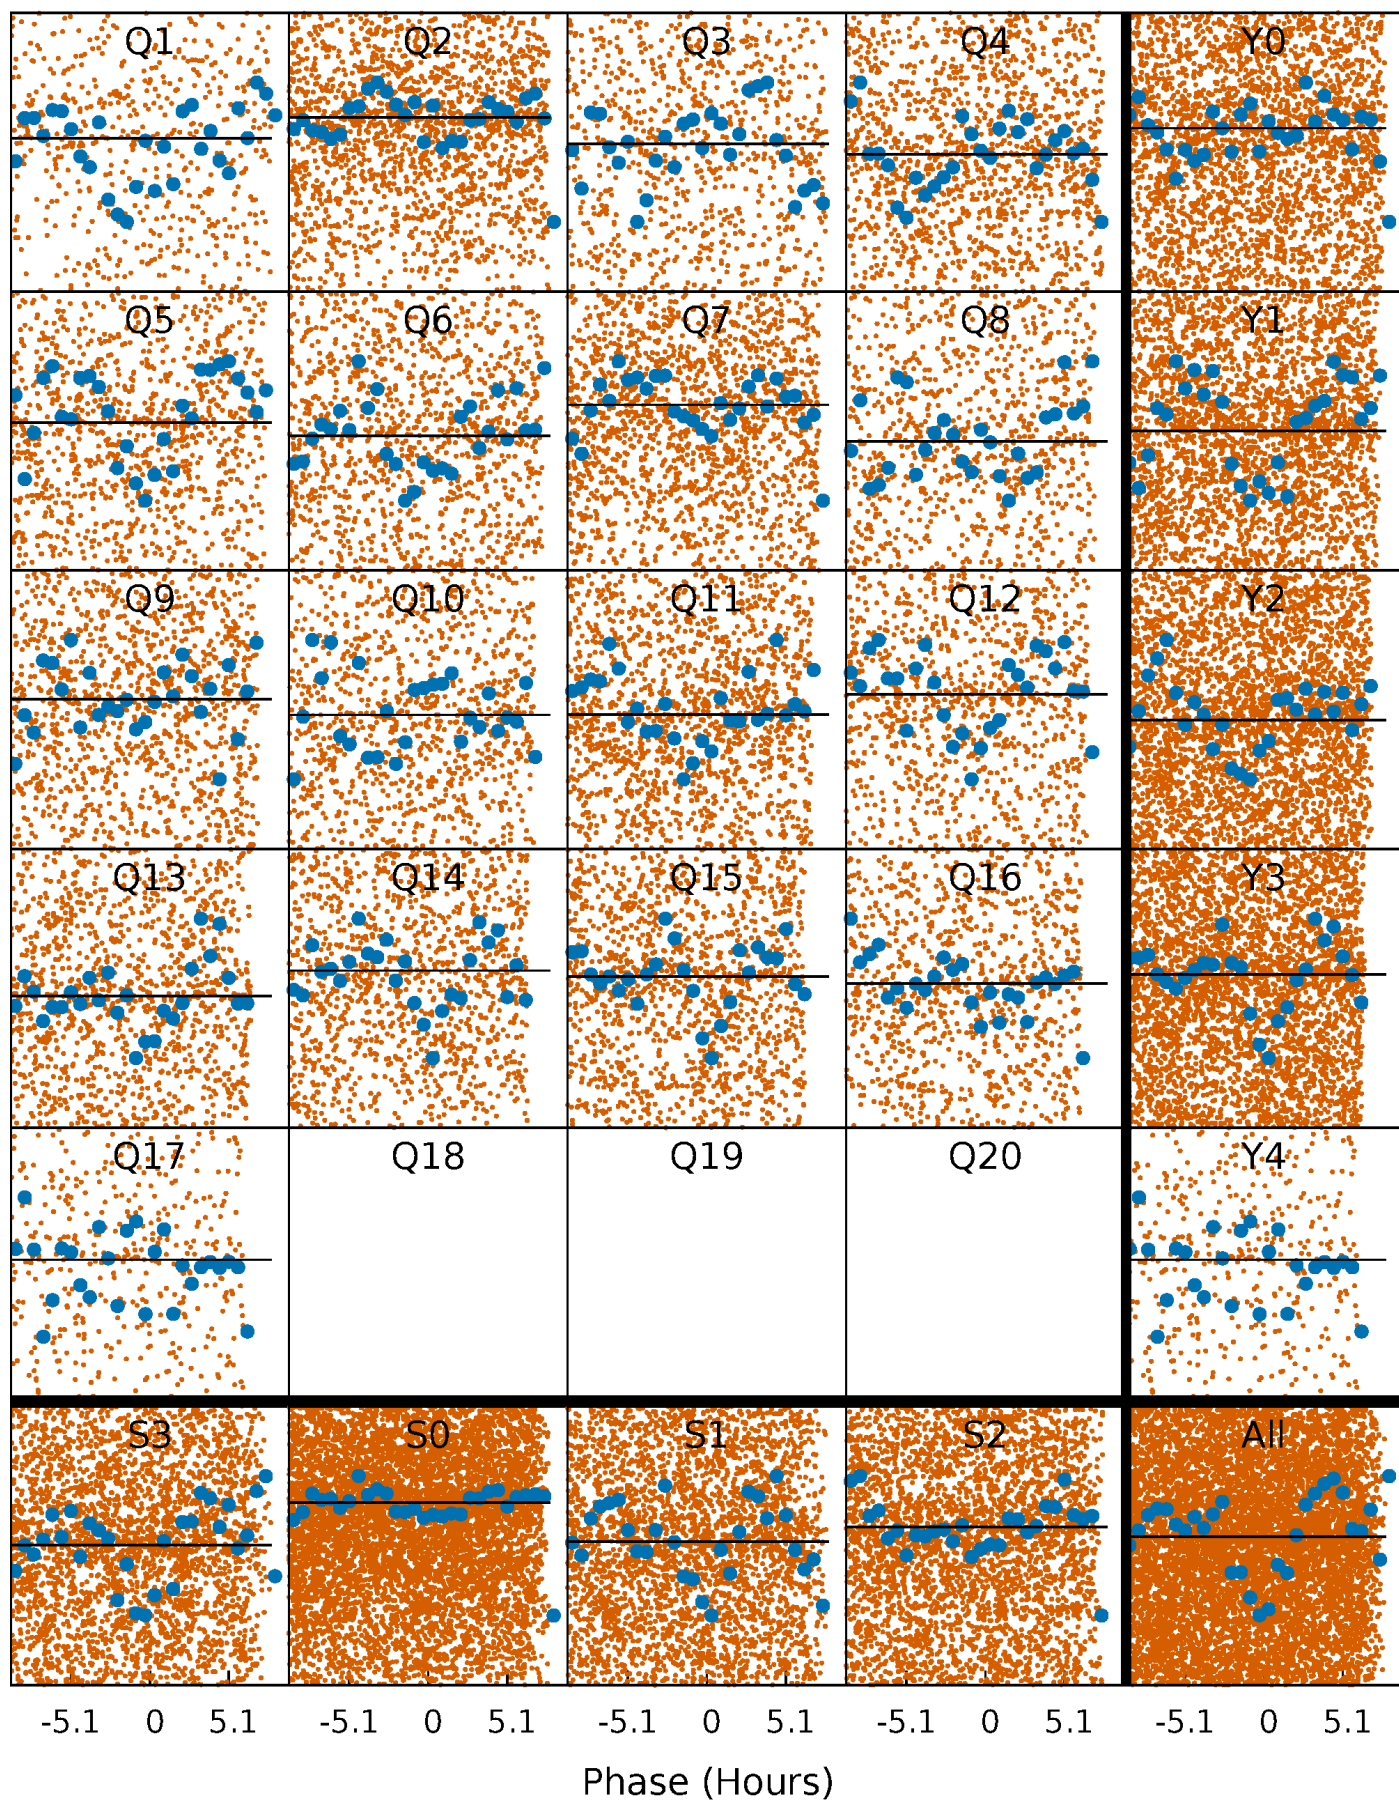 Q1 Q2 Q3 Q4 Y0
Q5 Q6 Q7 Q8 Y1
Q9 Q10 Q11 Q12 Y2
Q13 Q14 Q15 Q16 Y3
Q17 Q18 Q19 Q20 Y4
S3 S0 S1 S2 All
-5.1 0 5.1 -5.1 0 5.1 -5.1 0 5.1 -5.1 0 5.1 -5.1 0 5.1
Phase (Hours)